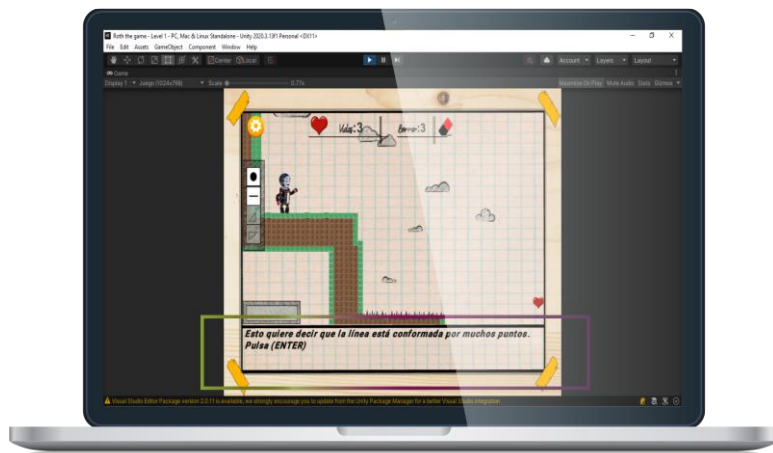 Roth the game - Level 1 - PC, Mac & Linux Standalone - Unity 2020.3.13f1 Personal <DX11>
File Edit Assets GameObject Component Window Help
Center Local Account Layers Layout
Game
Display 1 Juego (1024x768) Scale 0.77x Maximize On Play Mute Audio Stats Gizmos
Vidas:3 Borrar:3
Esto quiere decir que la línea está conformada por muchos puntos.
Pulsa (ENTER)
Visual Studio Editor Package version 2.0.11 is available, we strongly encourage you to update from the Unity Package Manager for a better Visual Studio integration